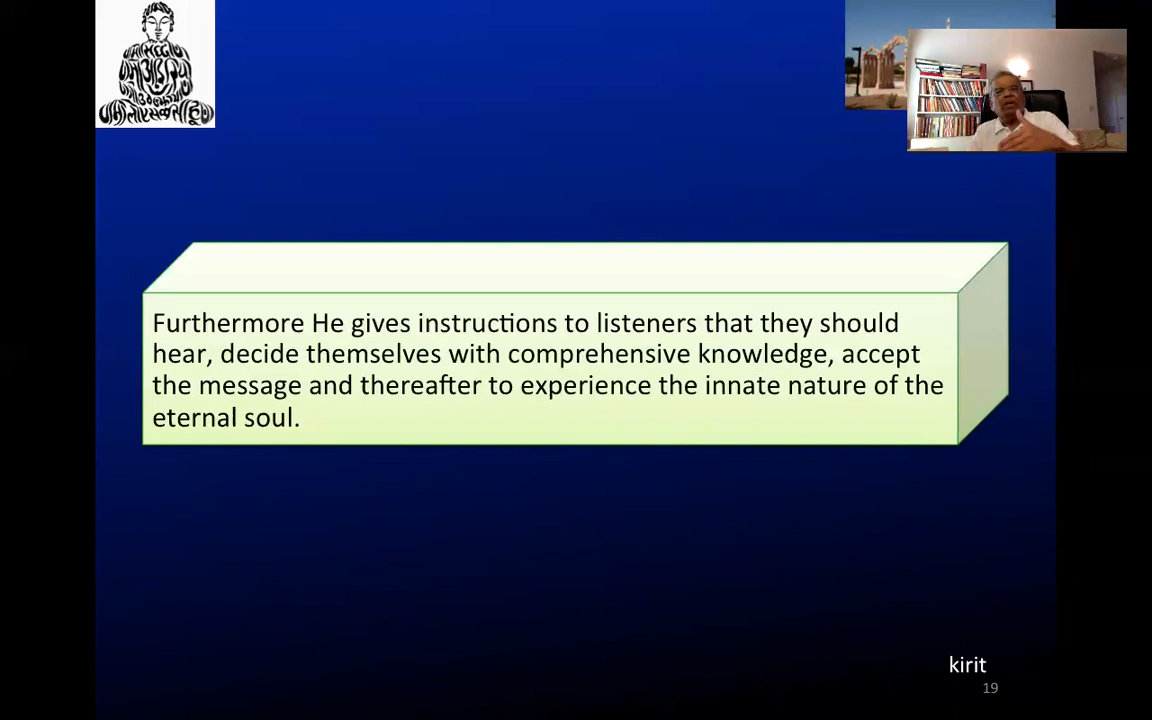 Furthermore He gives instructions to listeners that they should
hear, decide themselves with comprehensive knowledge, accept
the message and thereafter to experience the innate nature of the
eternal soul.
kirit
19